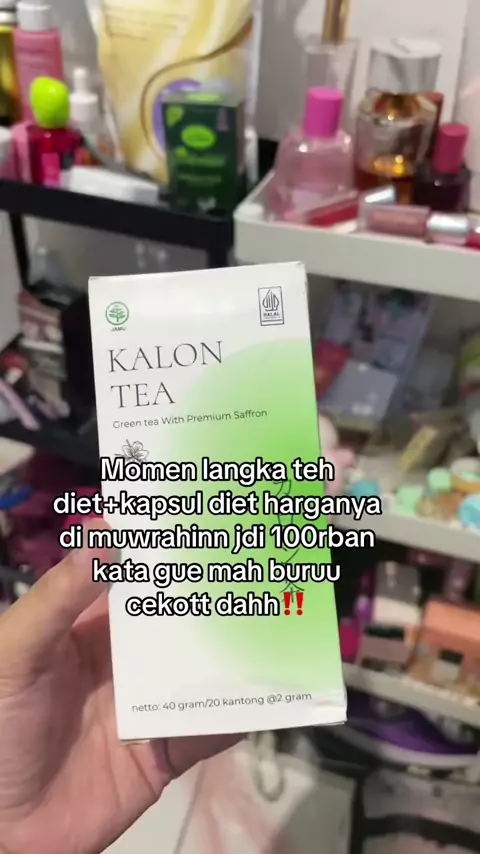 JAMU
HALAL
KALON
TEA
Green tea With Premium Saffron
Momen langka teh
diet+kapsul diet harganya
di muwrahinn jdi 100rban
kata gue mah buruu
cekott dahh‼️
netto: 40 gram/20 kantong @2 gram